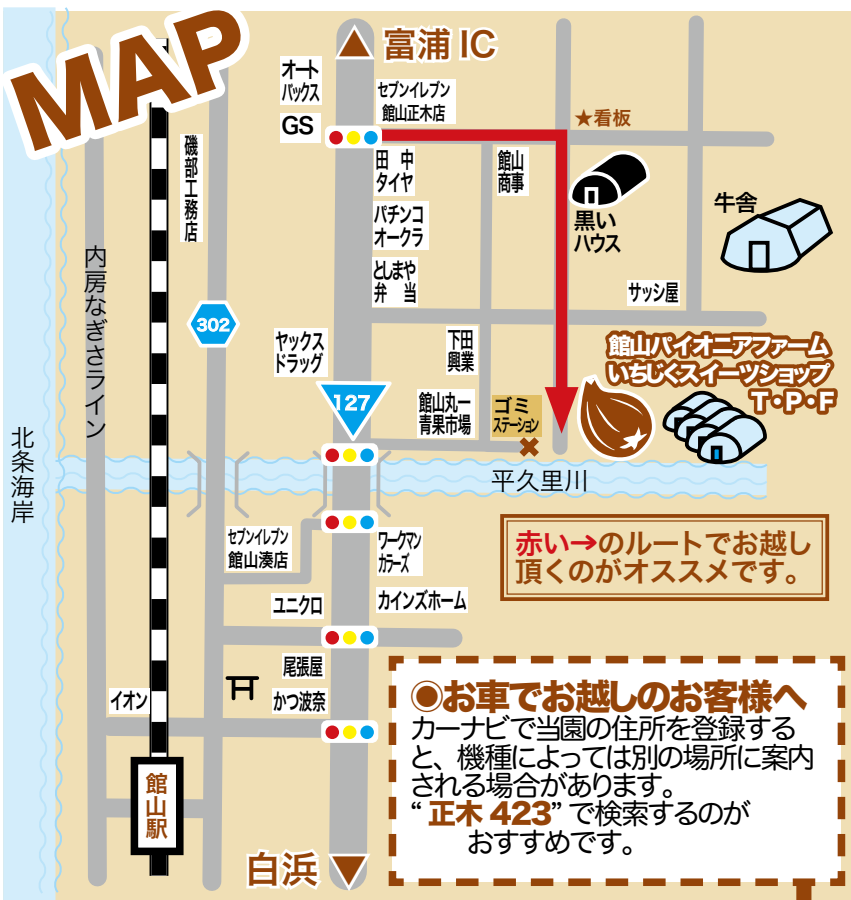 MAP
富浦 IC
オート
バックス
GS
セブンイレブン
館山正木店
★看板
磯部工務店
田中
タイヤ
館山
商事
パチンコ
オークラ
黒い
ハウス
牛舎
としまや
弁当
内房なぎさライン
サッシ屋
302
ヤックス
ドラッグ
下田
興業
館山パイオニアファーム
いちじくスイーツショップ
T・P・F
127
館山丸一
青果市場
ゴミ
ステーション
北条海岸
平久里川
セブンイレブン
館山湊店
ワークマン
カラーズ
赤い→のルートでお越し
頂くのがオススメです。
ユニクロ
カインズホーム
尾張屋
かつ波奈
イオン
館山駅
白浜
◉お車でお越しのお客様へ
カーナビで当園の住所を登録する
と、機種によっては別の場所に案内
される場合があります。
“ 正木 423” で検索するのが
おすすめです。